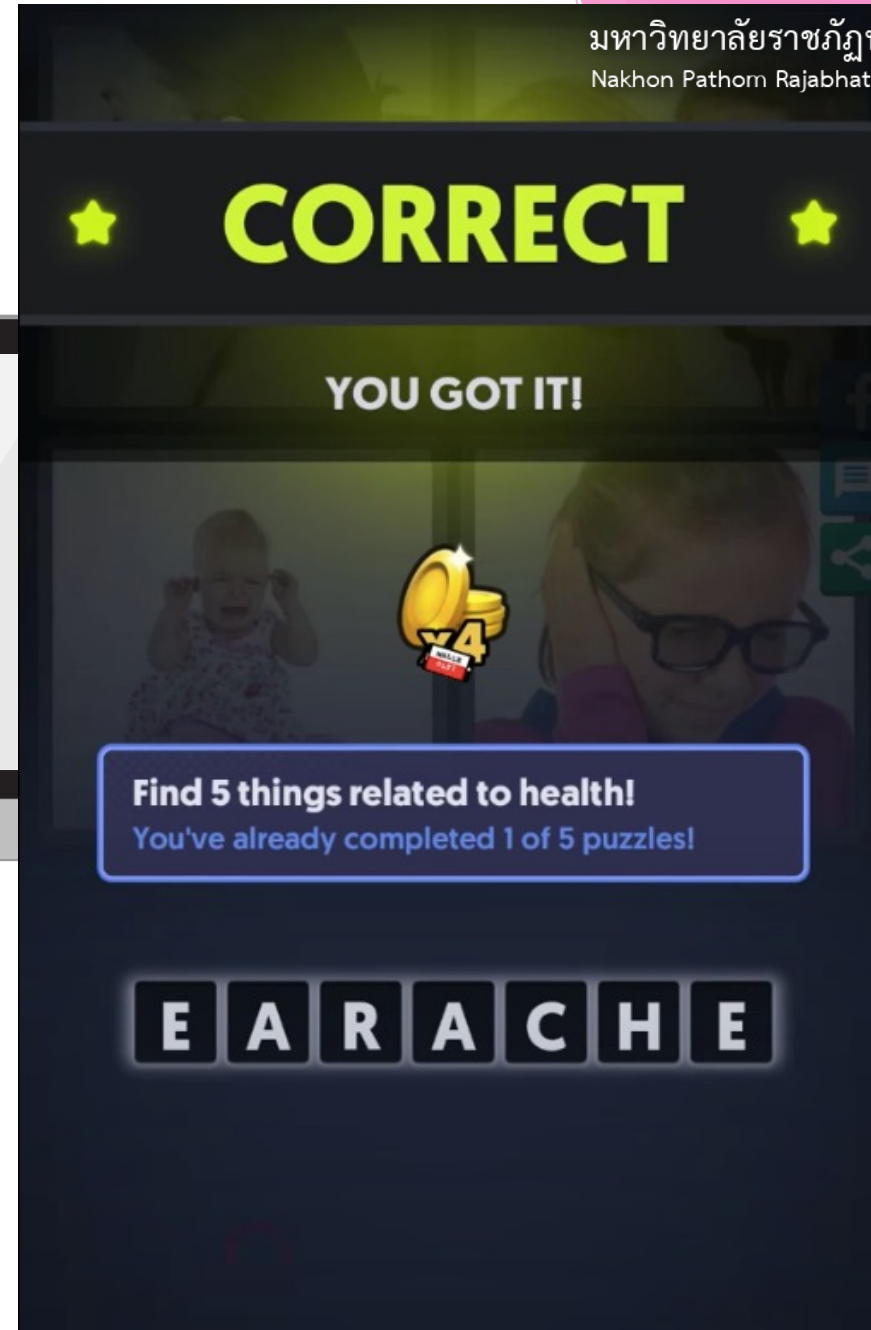 มหาวิทยาลัยราชภัฏ
Nakhon Pathom Rajabhat
CORRECT
YOU GOT IT!
x4
Find 5 things related to health!
You've already completed 1 of 5 puzzles!
EARACHE